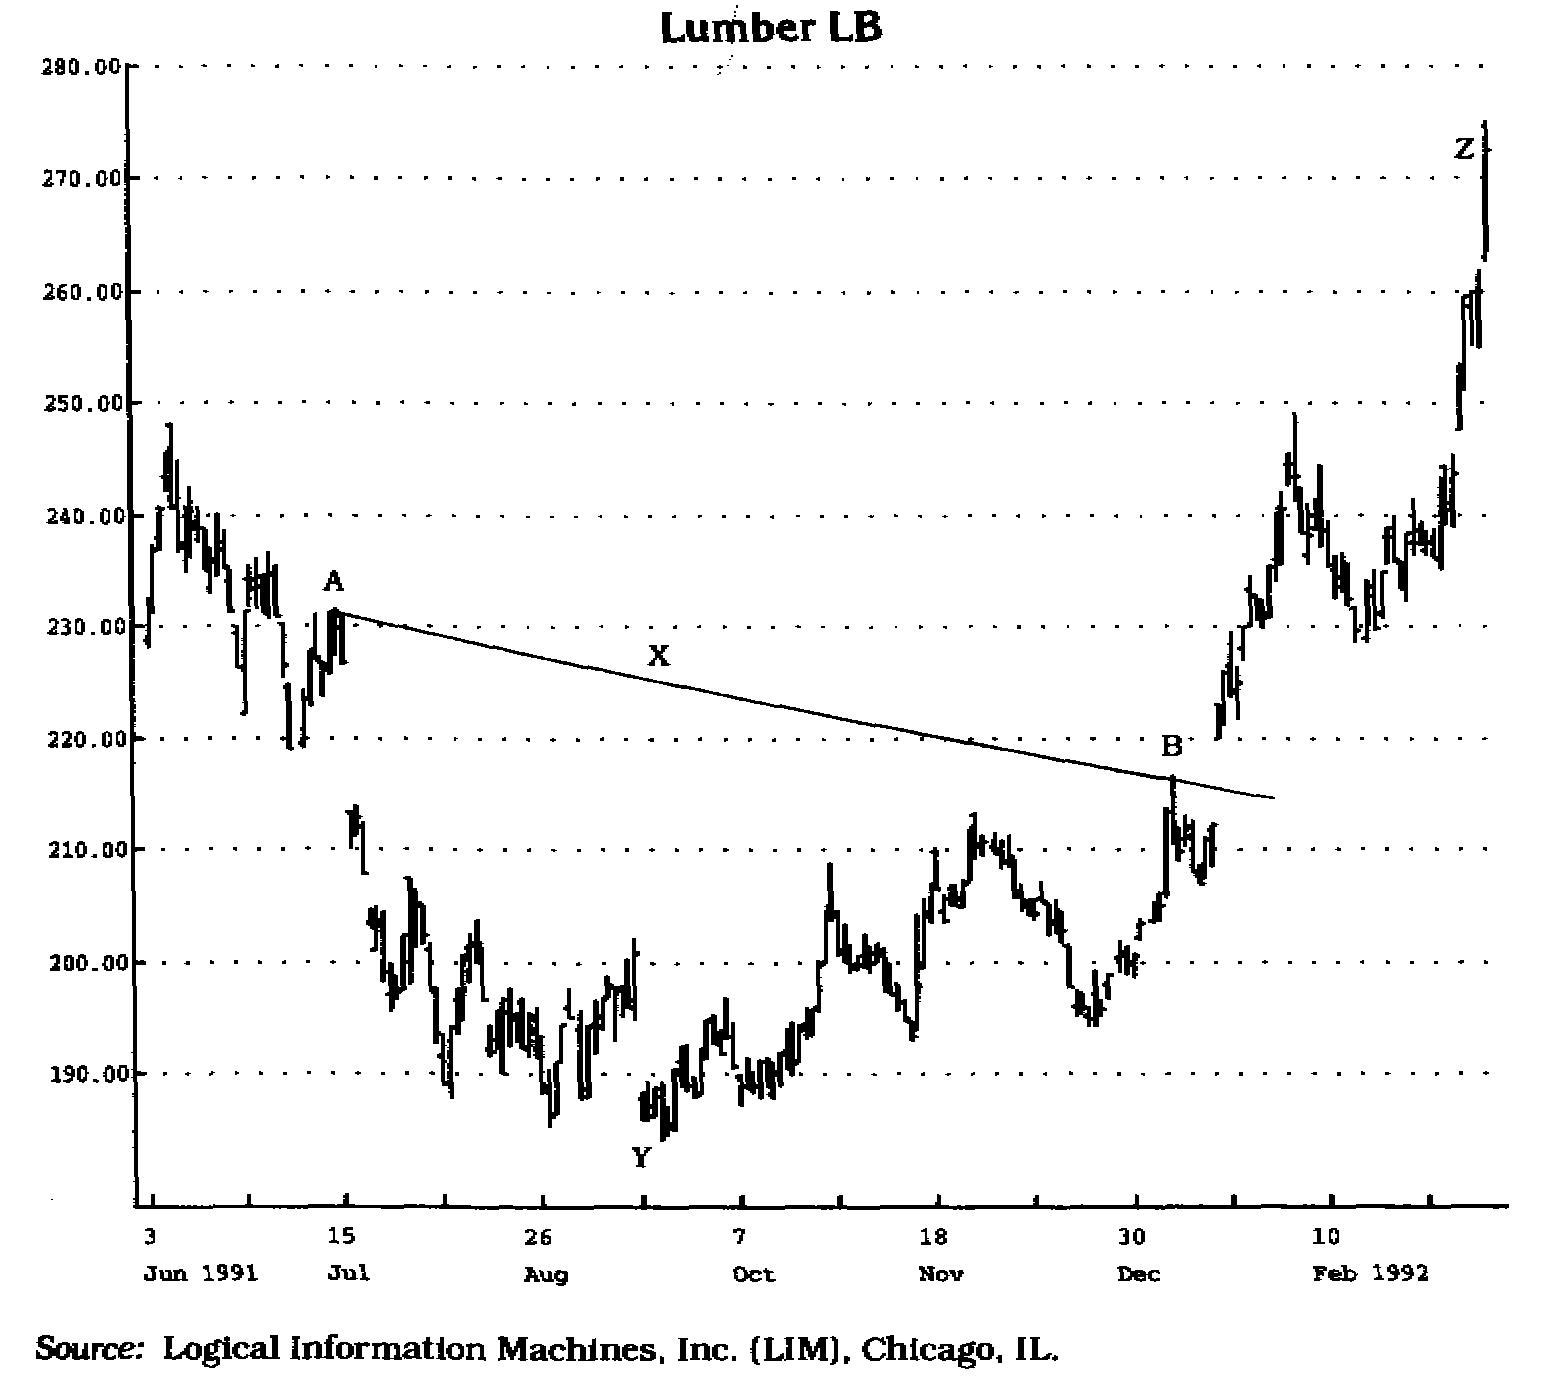 Lumber LB
280.00
Z
270.00
260.00
250.00
240.00
A
230.00
X
220.00
B
210.00
200.00
190.00
Y
3 15 26 7 18 30 10
Jun 1991 Jul Aug Oct Nov Dec Feb 1992
Source: Logical Information Machines, Inc. (LIM), Chicago, IL.